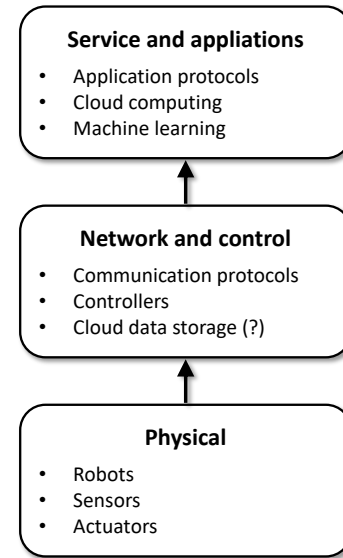 Service and appliations
• Application protocols
• Cloud computing
• Machine learning
Network and control
• Communication protocols
• Controllers
• Cloud data storage (?)
Physical
• Robots
• Sensors
• Actuators